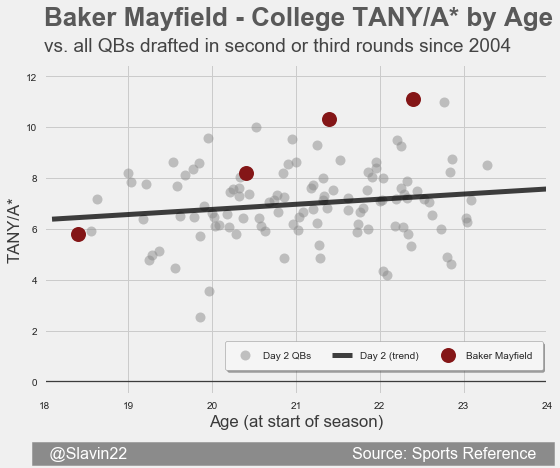 Baker Mayfield - College TANY/A* by Age
vs. all QBs drafted in second or third rounds since 2004
12
10
8
6
4
2
0
TANY/A*
Day 2 QBs
Day 2 (trend)
Baker Mayfield
18
19
20
21
22
23
24
Age (at start of season)
@Slavin22
Source: Sports Reference